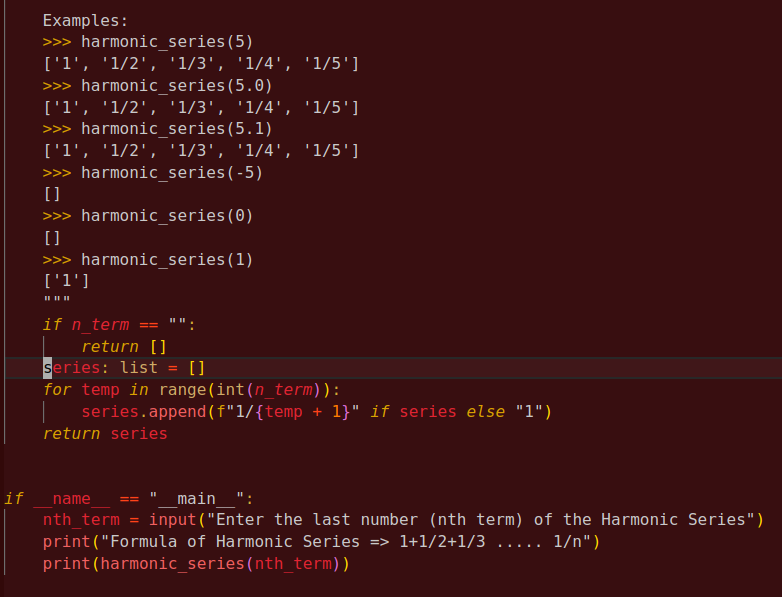 Examples:
>>> harmonic_series(5)
['1', '1/2', '1/3', '1/4', '1/5']
>>> harmonic_series(5.0)
['1', '1/2', '1/3', '1/4', '1/5']
>>> harmonic_series(5.1)
['1', '1/2', '1/3', '1/4', '1/5']
>>> harmonic_series(-5)
[]
>>> harmonic_series(0)
[]
>>> harmonic_series(1)
['1']
"""
if n_term == "":
return []
series: list = []
for temp in range(int(n_term)):
series.append(f"1/{temp + 1}" if series else "1")
return series
if __name__ == "__main__":
nth_term = input("Enter the last number (nth term) of the Harmonic Series")
print("Formula of Harmonic Series => 1+1/2+1/3 ..... 1/n")
print(harmonic_series(nth_term))